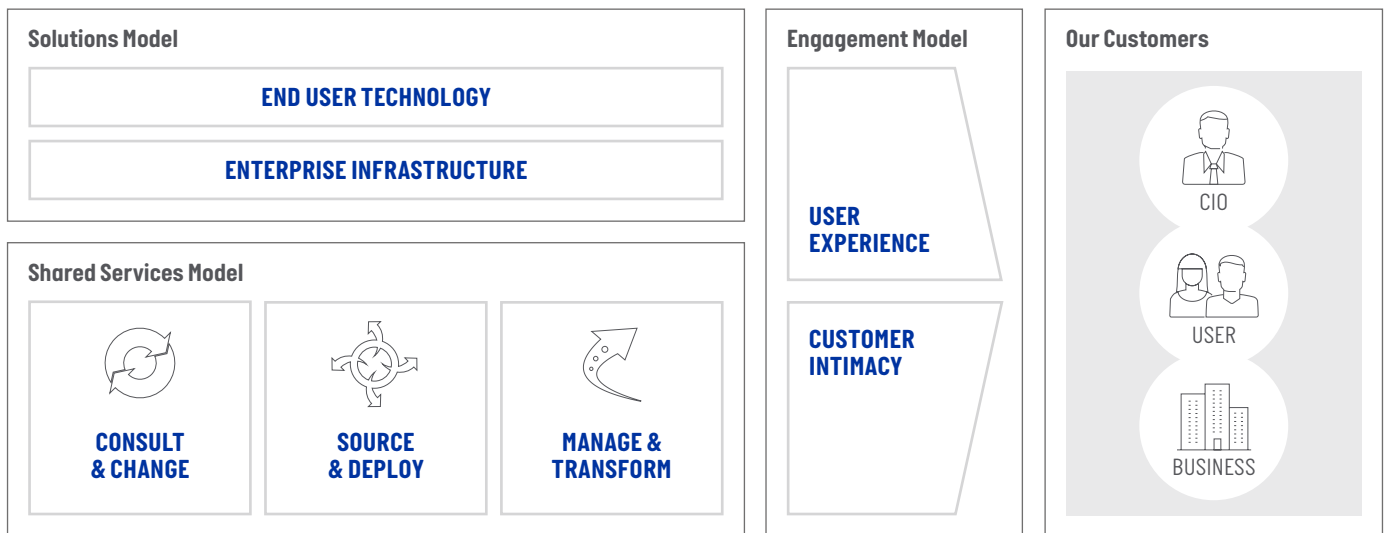 Solutions Model
END USER TECHNOLOGY
ENTERPRISE INFRASTRUCTURE
Shared Services Model
CONSULT
& CHANGE
SOURCE
& DEPLOY
MANAGE &
TRANSFORM
Engagement Model
USER
EXPERIENCE
CUSTOMER
INTIMACY
Our Customers
CIO
USER
BUSINESS